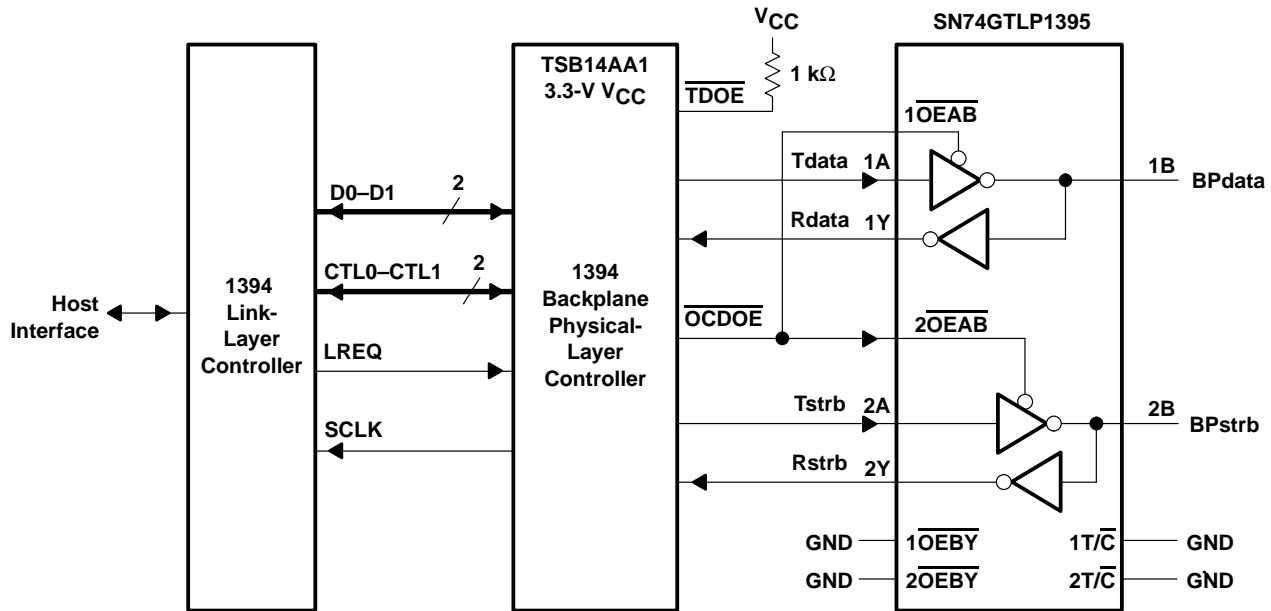 VCC
SN74GTLP1395
TSB14AA1
3.3-V VCC
1 kΩ
TDOE
1OEAB
Tdata
1A
1B
BPdata
D0–D1
2
Rdata
1Y
CTL0–CTL1
2
1394
Link-
Layer
Controller
1394
Backplane
Physical-
Layer
Controller
Host
Interface
OCDOE
2OEAB
LREQ
Tstrb
2A
2B
BPstrb
SCLK
Rstrb
2Y
GND
1OEBY
1T/C
GND
GND
2OEBY
2T/C
GND